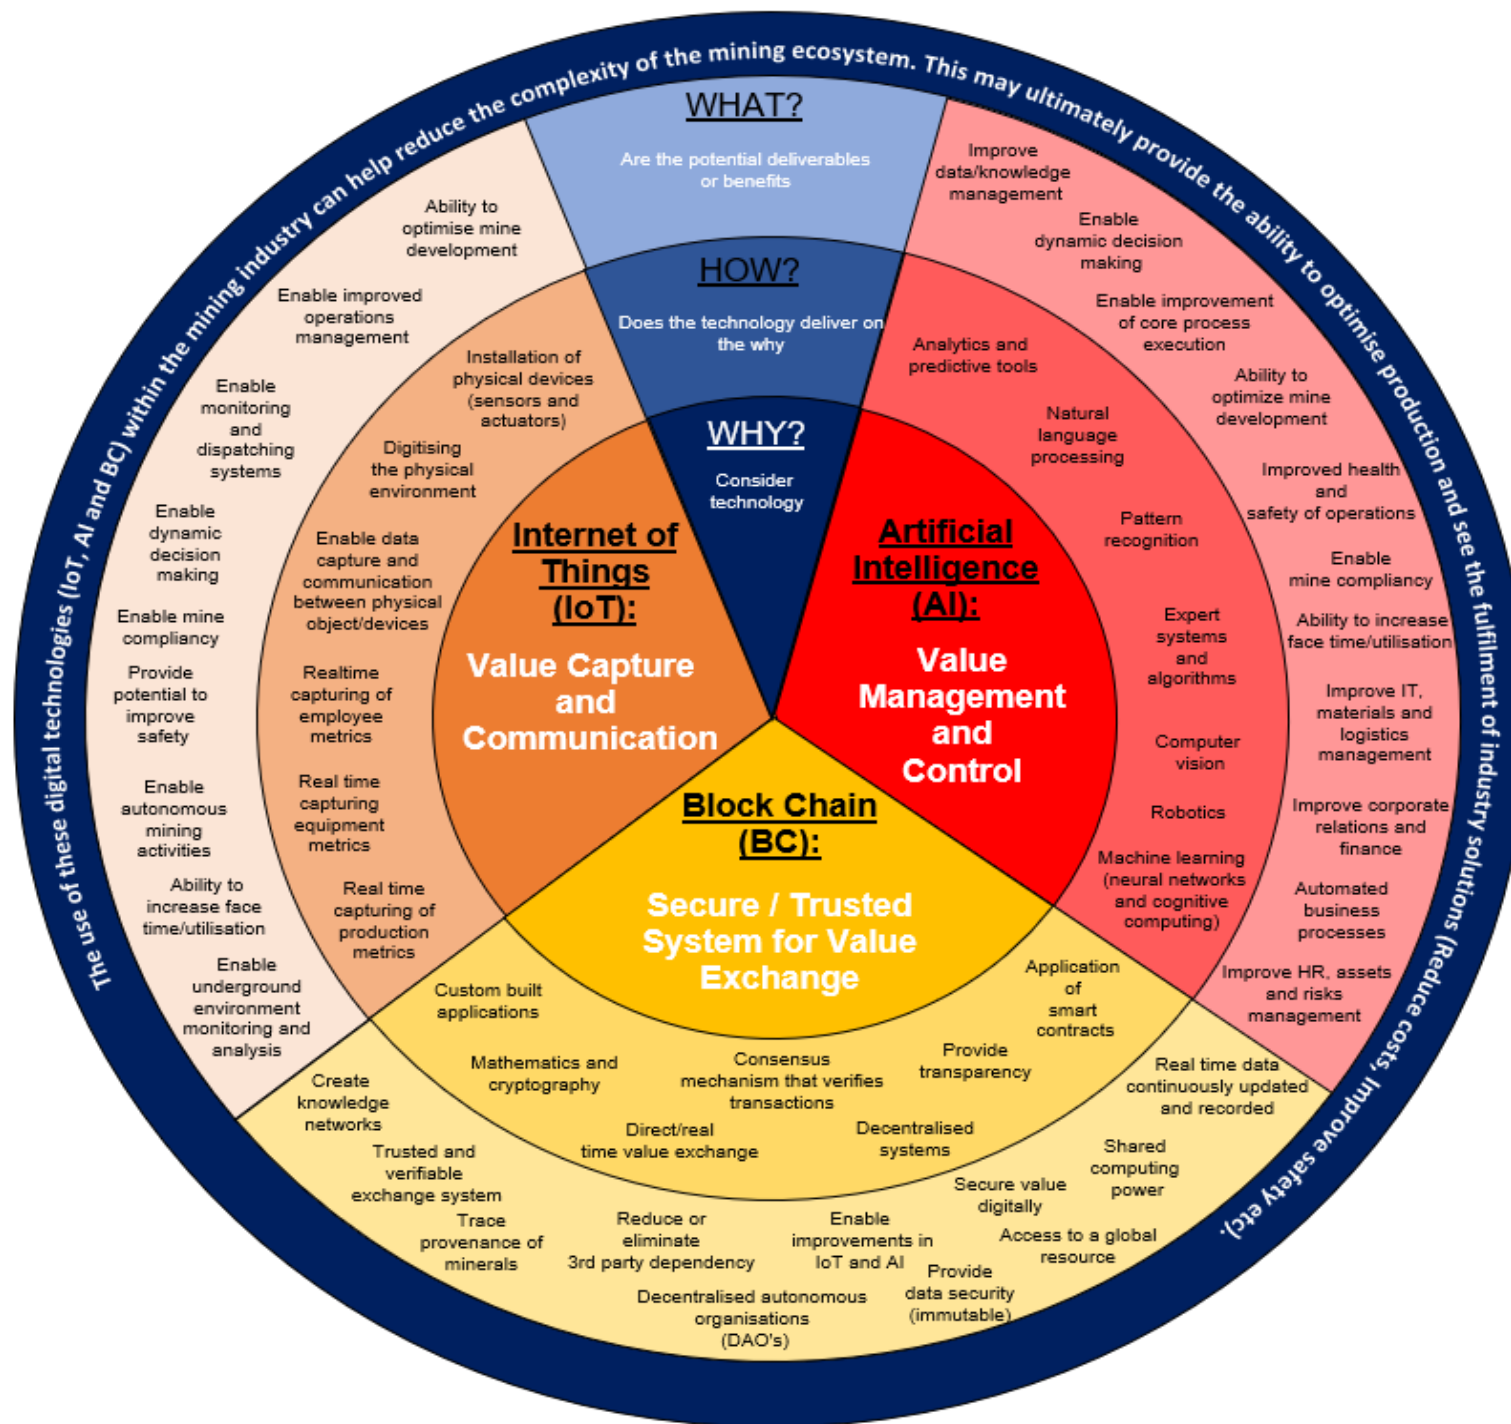 The use of these digital technologies (IoT, AI and BC) within the mining industry can help reduce the complexity of the mining ecosystem. This may ultimately provide the ability to optimise production and see the fulfilment of industry solutions (Reduce costs, Improve safety etc).
WHAT?
Are the potential deliverables
or benefits
HOW?
Does the technology deliver on
the why
WHY?
Consider
technology
Internet of
Things
(IoT):
Value Capture
and
Communication
Installation of
physical devices
(sensors and
actuators)
Digitising
the physical
environment
Enable data
capture and
communication
between physical
object/devices
Realtime
capturing of
employee
metrics
Real time
capturing
equipment
metrics
Real time
capturing of
production
metrics
Ability to
optimise mine
development
Enable improved
operations
management
Enable
monitoring
and
dispatching
systems
Enable
dynamic
decision
making
Enable mine
compliancy
Provide
potential to
improve
safety
Enable
autonomous
mining
activities
Ability to
increase face
time/utilisation
Enable
underground
environment
monitoring and
analysis
Artificial
Intelligence
(AI):
Value
Management
and
Control
Analytics and
predictive tools
Natural
language
processing
Pattern
recognition
Expert
systems
and
algorithms
Computer
vision
Robotics
Machine learning
(neural networks
and cognitive
computing)
Improve
data/knowledge
management
Enable
dynamic decision
making
Enable improvement
of core process
execution
Ability to
optimize mine
development
Improved health
and
safety of operations
Enable
mine compliancy
Ability to increase
face time/utilisation
Improve IT,
materials and
logistics
management
Improve corporate
relations and
finance
Automated
business
processes
Improve HR, assets
and risks
management
Block Chain
(BC):
Secure / Trusted
System for Value
Exchange
Custom built
applications
Mathematics and
cryptography
Consensus
mechanism that verifies
transactions
Provide
transparency
Application
of
smart
contracts
Direct/real
time value exchange
Decentralised
systems
Create
knowledge
networks
Trusted and
verifiable
exchange system
Trace
provenance of
minerals
Reduce or
eliminate
3rd party dependency
Decentralised autonomous
organisations
(DAO's)
Enable
improvements in
IoT and AI
Provide
data security
(immutable)
Secure value
digitally
Access to a global
resource
Shared
computing
power
Real time data
continuously updated
and recorded